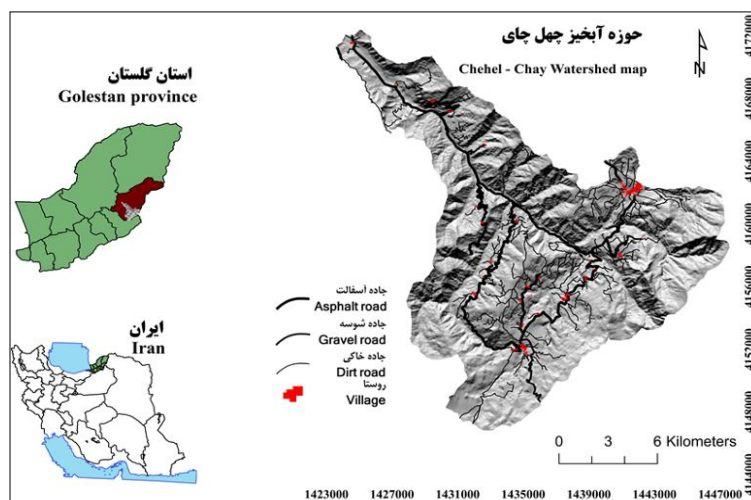 حوزه آبخیز چهل چای
Chehel - Chay Watershed map
استان گلستان
Golestan province
جاده آسفالت
Asphalt road
جاده شوسه
Gravel road
جاده خاکی
Dirt road
روستا
Village
ایران
Iran
0 3 6 Kilometers
1423000 1427000 1431000 1435000 1439000 1443000 1447000
4172000
4168000
4164000
4160000
4156000
4152000
4148000
4144000